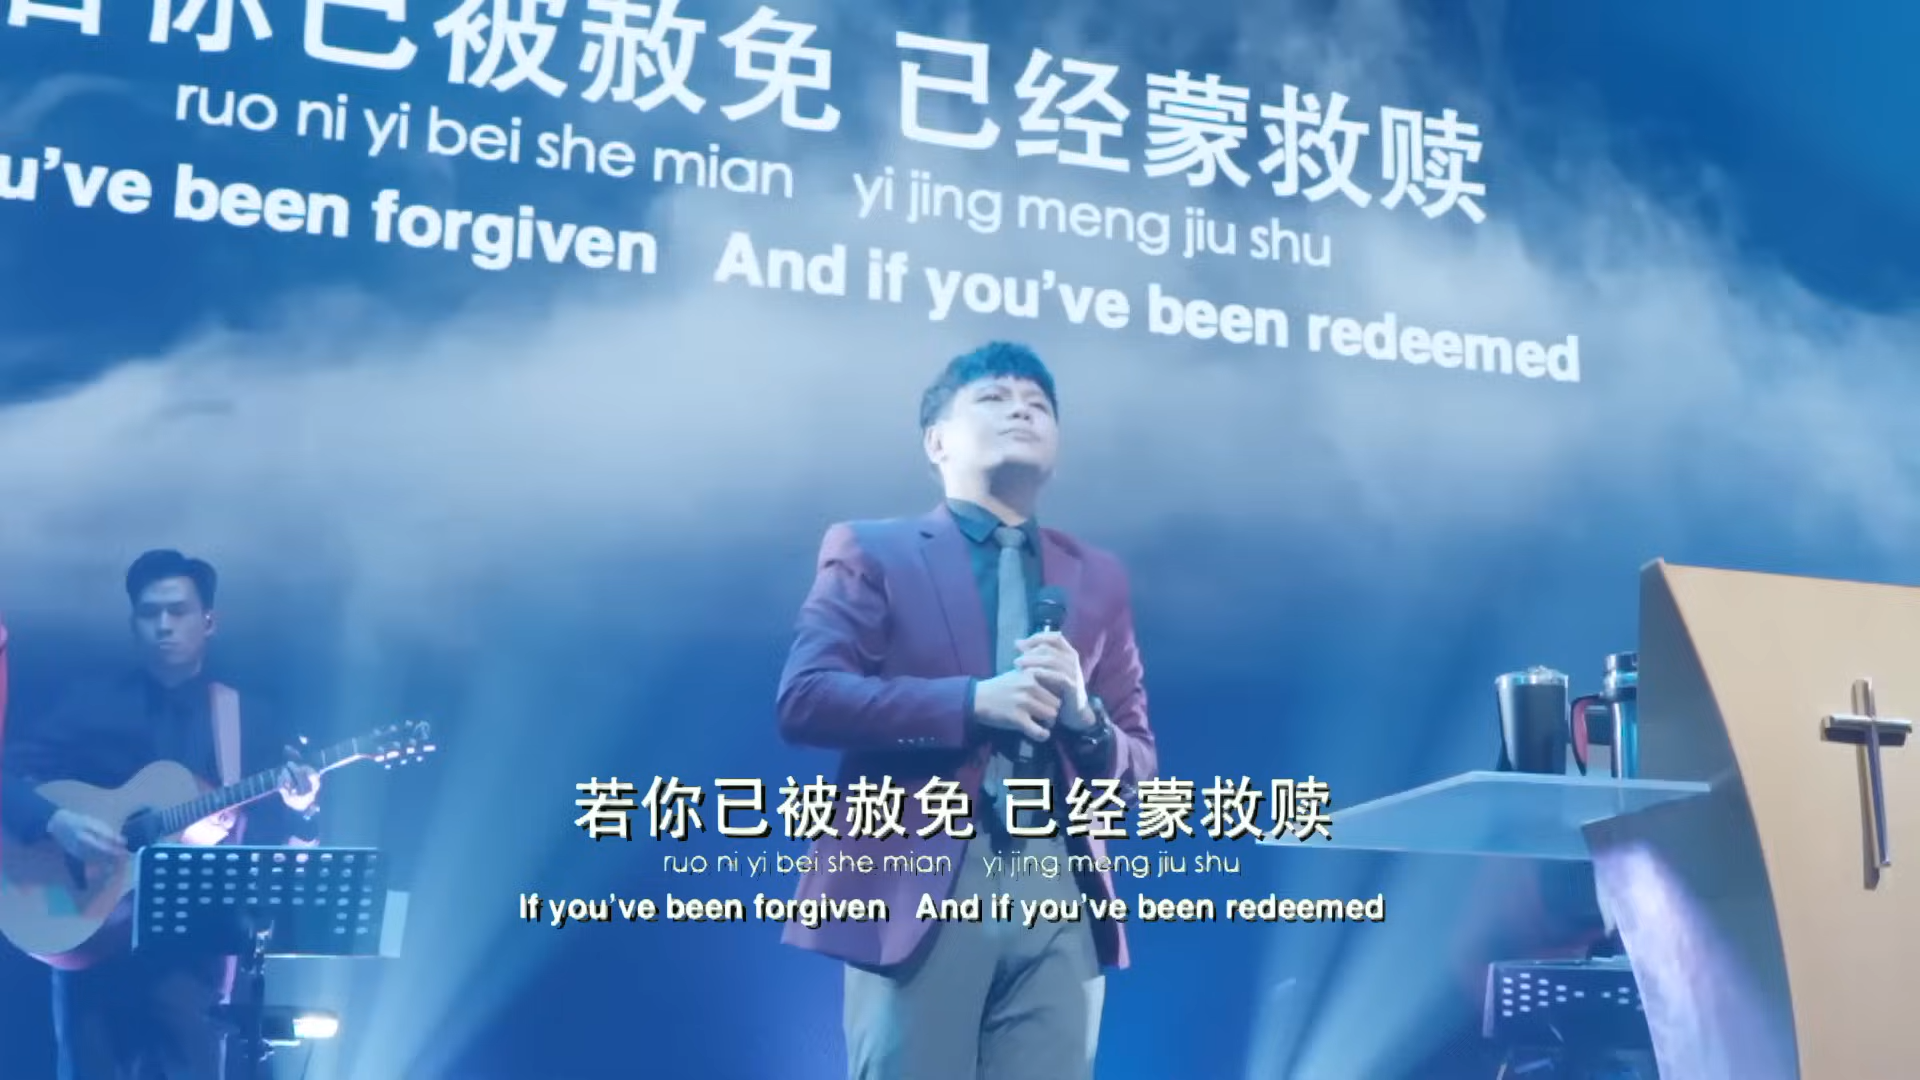 若你已被赦免 已经蒙救赎
ruo ni yi bei she mian yi jing meng jiu shu
u've been forgiven And if you've been redeemed
若你已被赦免 已经蒙救赎
ruo ni yi bei she mian yi jing meng jiu shu
If you've been forgiven And if you've been redeemed